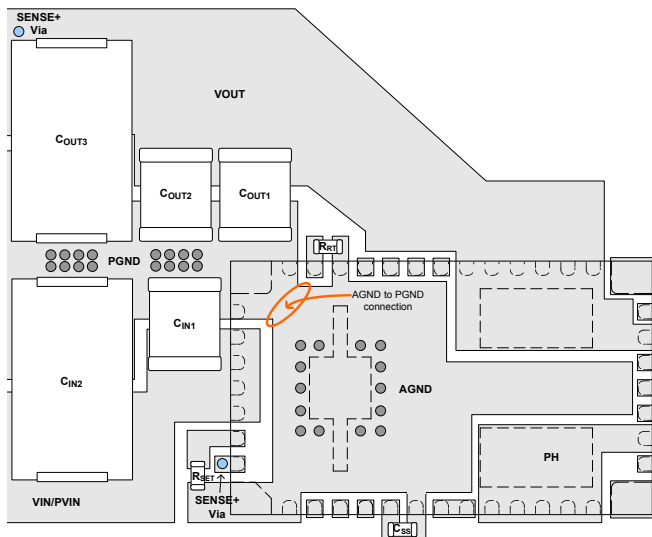 SENSE+
Via
VOUT
COUT3
COUT2
COUT1
RRT
PGND
AGND to PGND
connection
CIN1
CIN2
AGND
PH
RSET
SENSE+
Via
VIN/PVIN
CSS